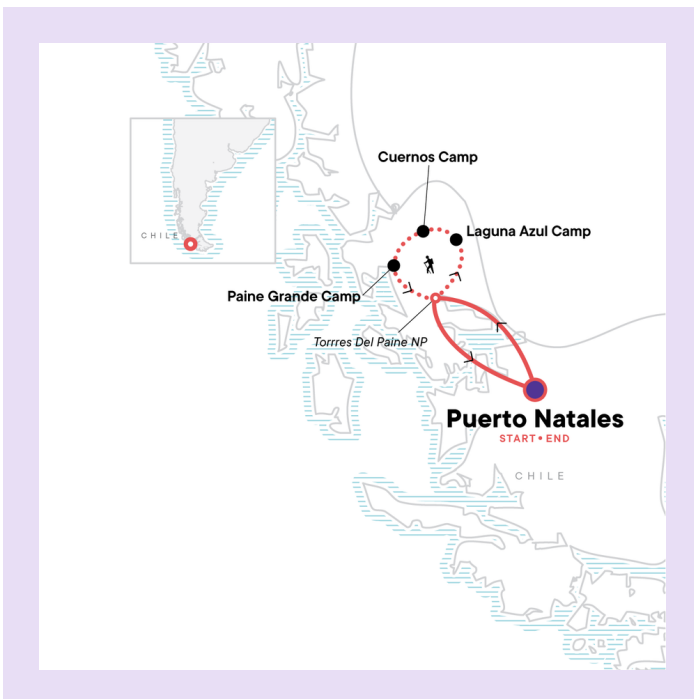 Cuernos Camp
Laguna Azul Camp
CHILE
Paine Grande Camp
Torrres Del Paine NP
Puerto Natales
START • END
CHILE